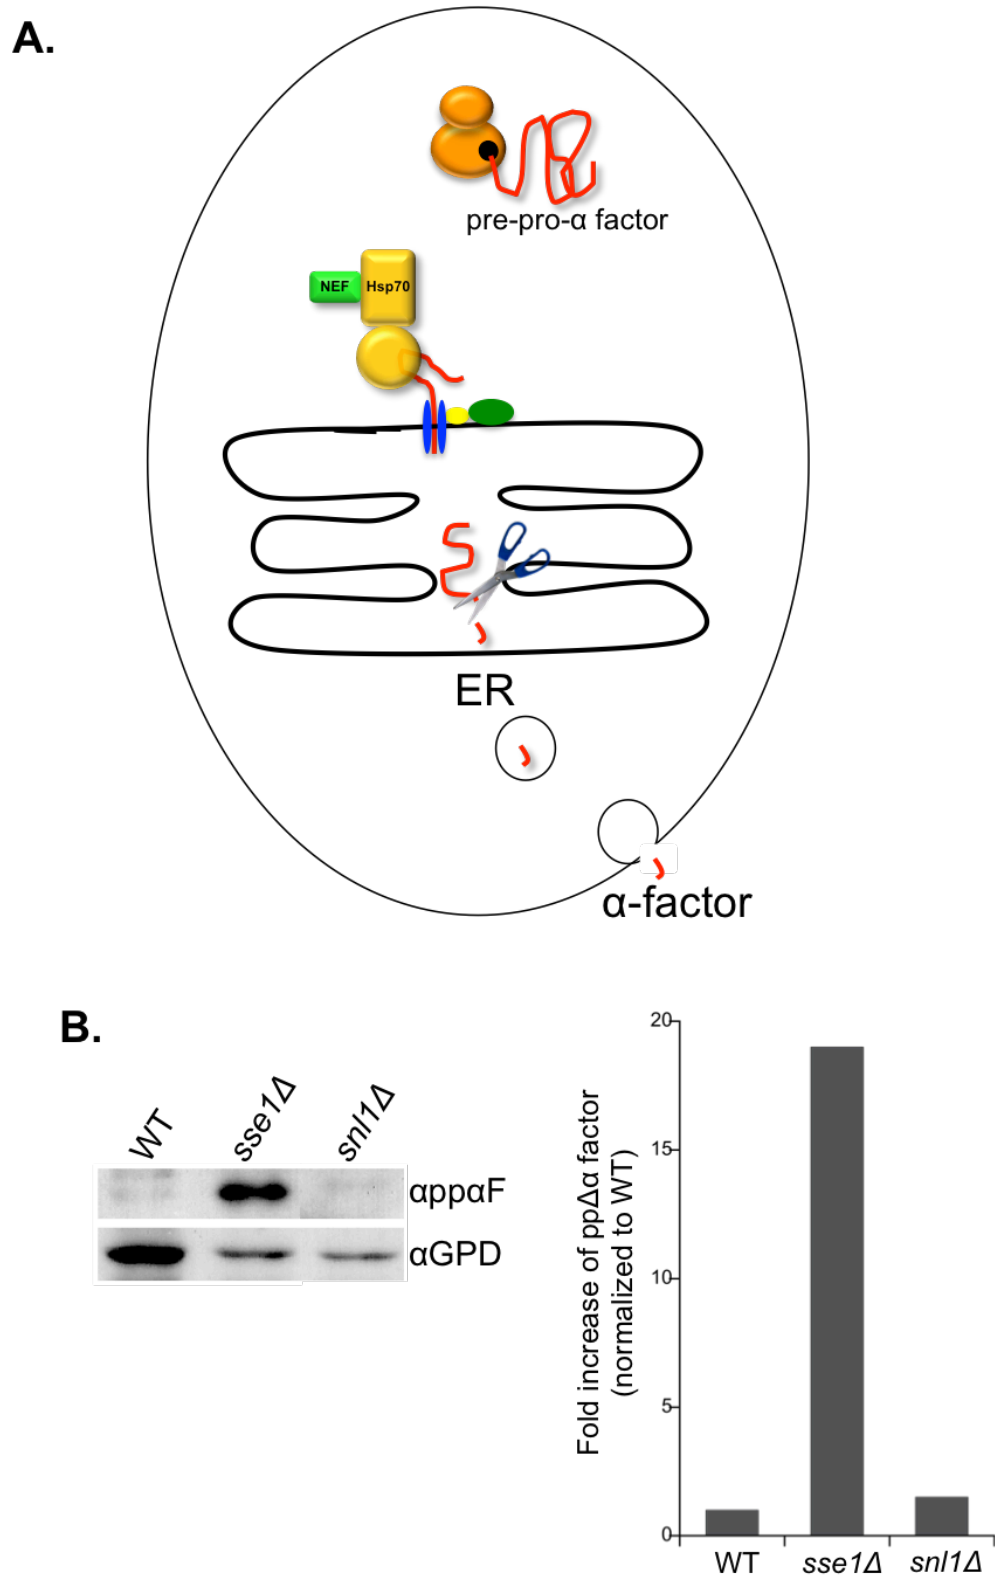 A.
pre-pro-α factor
NEF
Hsp70
ER
α-factor
B.
WT
sse1Δ
snl1Δ
αppαF
αGPD
Fold increase of ppΔα factor
(normalized to WT)
20
15
10
5
0
WT
sse1Δ
snl1Δ